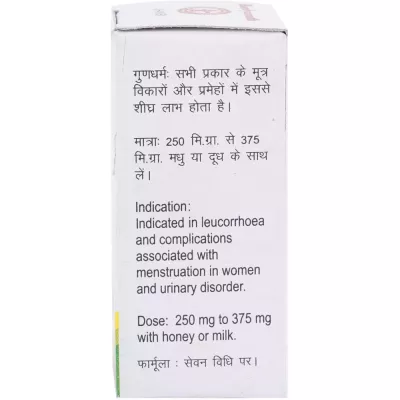 गुणधर्मः सभी प्रकार के मूत्र
विकारों और प्रमेहों में इससे
शीघ्र लाभ होता है।
मात्राः 250 मि.ग्रा. से 375
मि.ग्रा. मधु या दूध के साथ
लें।
Indication:
Indicated in leucorrhoea
and complications
associated with
menstruation in women
and urinary disorder.
Dose: 250 mg to 375 mg
with honey or milk.
फार्मूला : सेवन विधि पर।